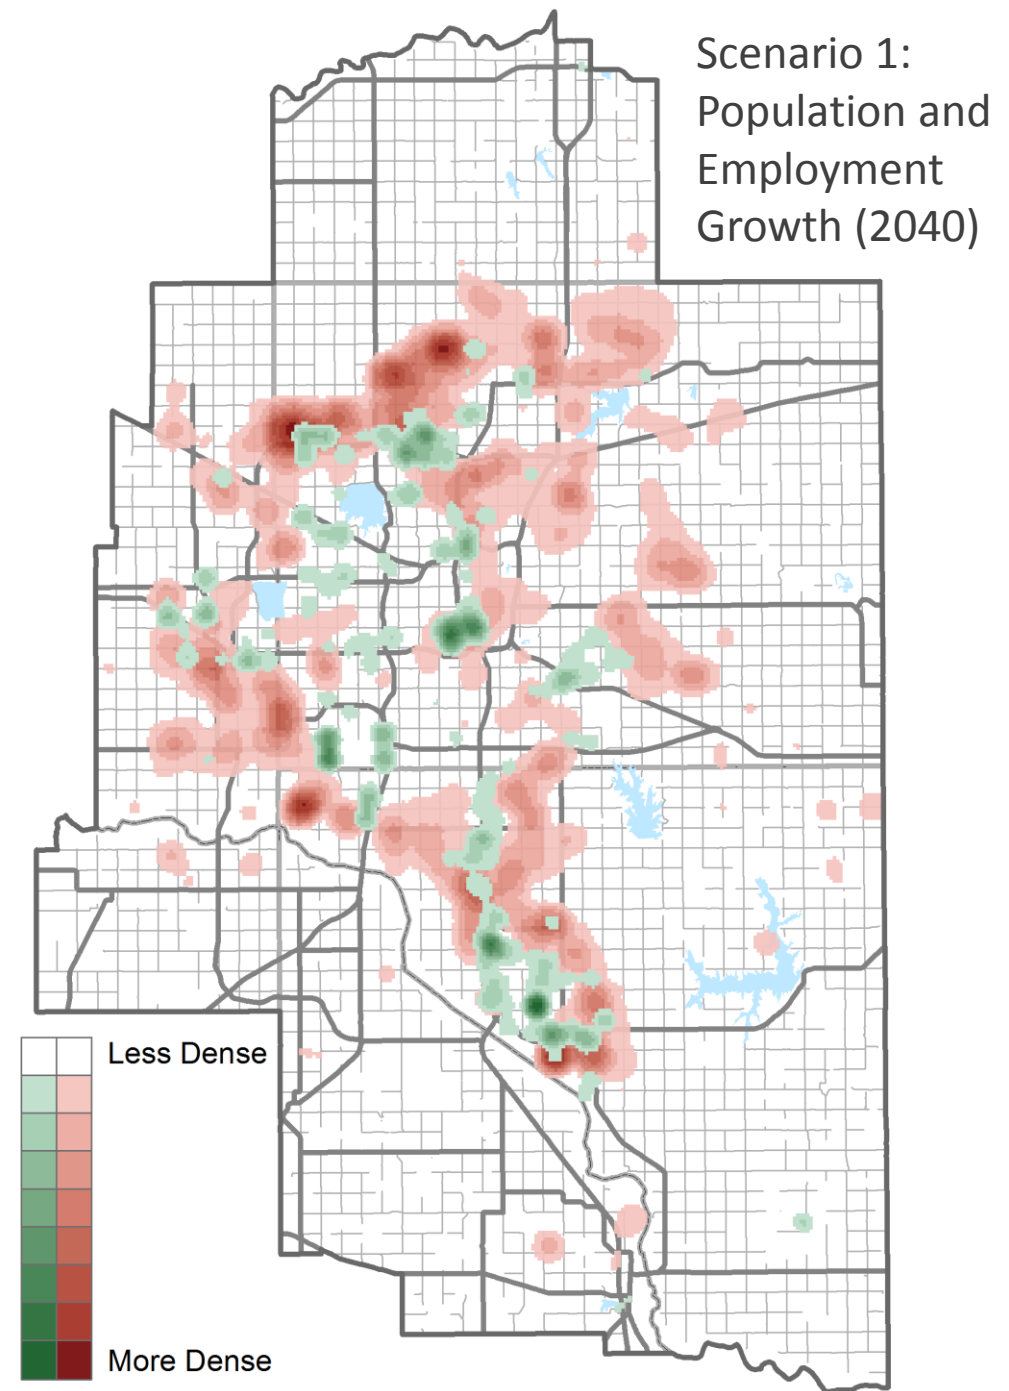 Scenario 1:
Population and
Employment
Growth (2040)
Less Dense
More Dense